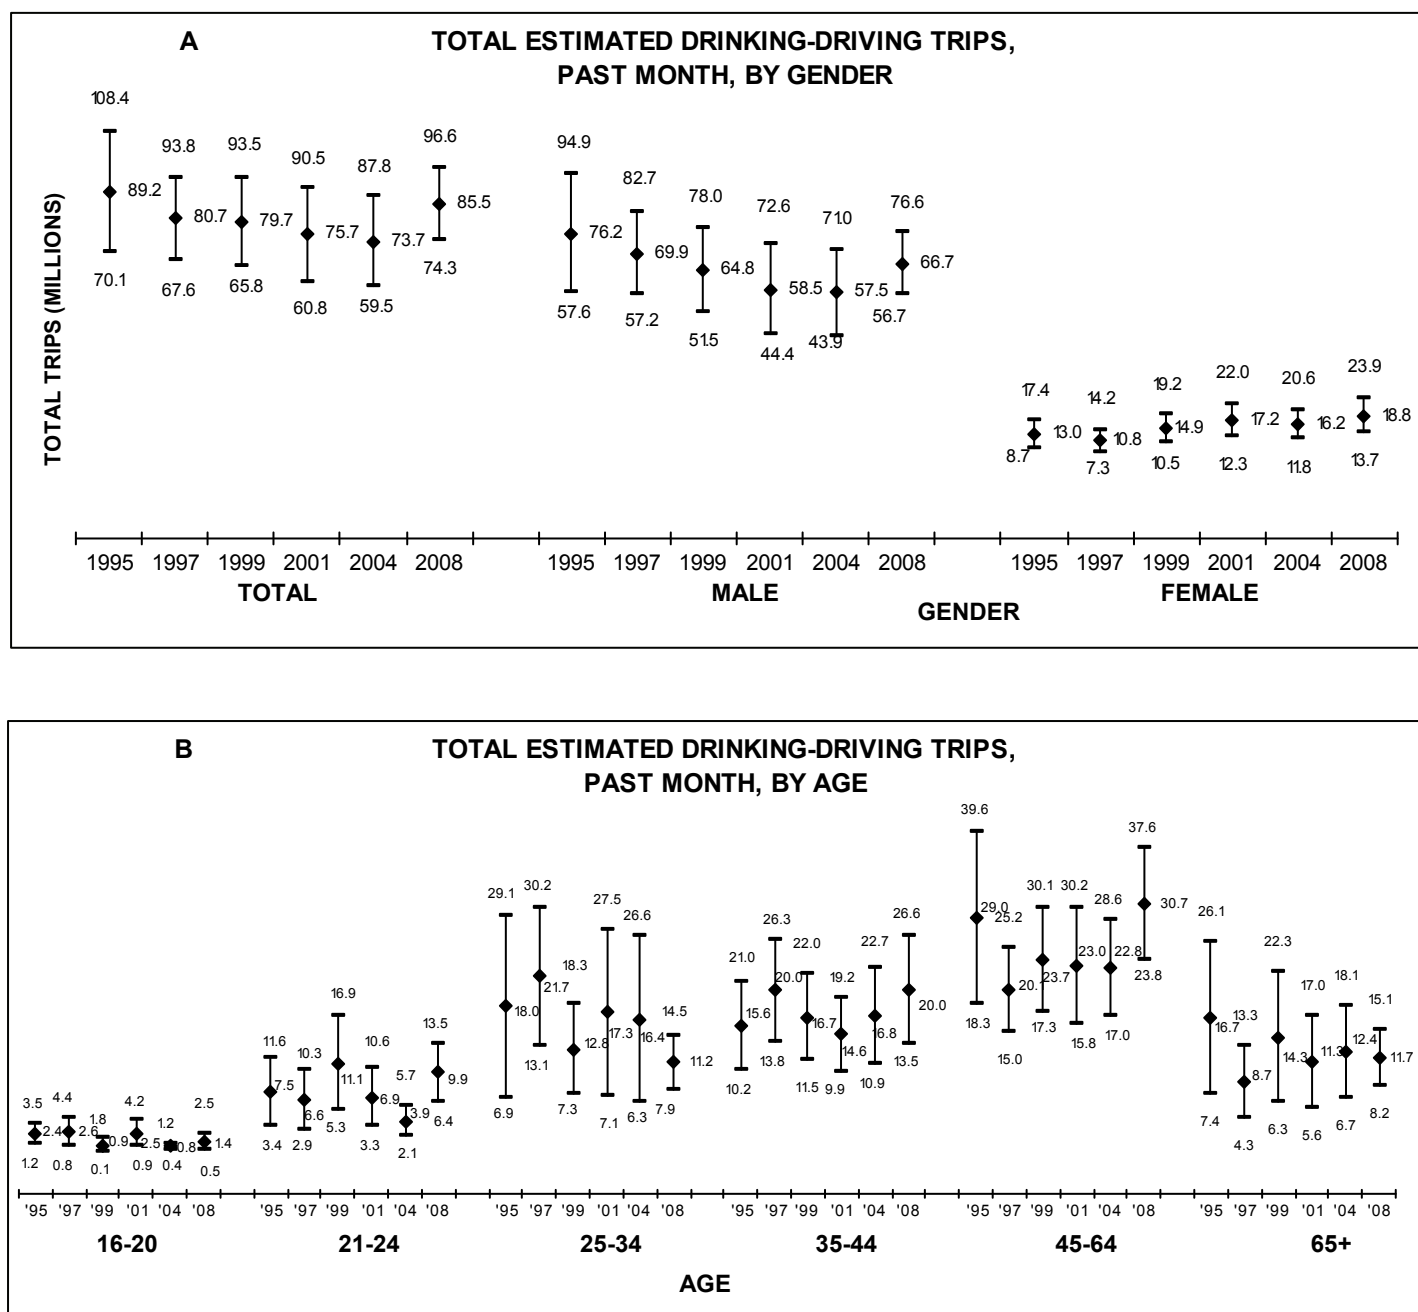 A
TOTAL ESTIMATED DRINKING-DRIVING TRIPS,
PAST MONTH, BY GENDER
TOTAL TRIPS (MILLIONS)
108.4 93.8 93.5 90.5 87.8 96.6 94.9 82.7 78.0 72.6 71.0 76.6 17.4 14.2 19.2 22.0 20.6 23.9
89.2 80.7 79.7 75.7 73.7 85.5 76.2 69.9 64.8 58.5 57.5 66.7 13.0 10.8 14.9 17.2 16.2 18.8
70.1 67.6 65.8 60.8 59.5 74.3 57.6 57.2 51.5 44.4 43.9 56.7 8.7 7.3 10.5 12.3 11.8 13.7
1995 1997 1999 2001 2004 2008 1995 1997 1999 2001 2004 2008 1995 1997 1999 2001 2004 2008
TOTAL MALE FEMALE
GENDER
B
TOTAL ESTIMATED DRINKING-DRIVING TRIPS,
PAST MONTH, BY AGE
3.5 4.4 1.8 4.2 1.2 2.5 11.6 10.3 16.9 10.6 5.7 13.5 29.1 30.2 18.3 27.5 26.6 14.5 21.0 26.3 22.0 19.2 22.7 26.6 39.6 25.2 30.1 30.2 28.6 37.6 26.1 13.3 22.3 17.0 18.1 15.1
2.4 2.6 0.9 2.5 0.8 1.4 7.5 6.6 11.1 6.9 3.9 9.9 18.0 21.7 12.8 17.3 16.4 11.2 15.6 20.0 16.7 14.6 16.8 20.0 29.0 20.1 23.7 23.0 22.8 30.7 16.7 8.7 14.3 11.3 12.4 11.7
1.2 0.8 0.1 0.9 0.4 0.5 3.4 2.9 5.3 3.3 2.1 6.4 6.9 13.1 7.3 7.1 6.3 7.9 10.2 13.8 11.5 9.9 10.9 13.5 18.3 15.0 17.3 15.8 17.0 23.8 7.4 4.3 6.3 5.6 6.7 8.2
'95 '97 '99 '01 '04 '08 '95 '97 '99 '01 '04 '08 '95 '97 '99 '01 '04 '08 '95 '97 '99 '01 '04 '08 '95 '97 '99 '01 '04 '08 '95 '97 '99 '01 '04 '08
16-20 21-24 25-34 35-44 45-64 65+
AGE